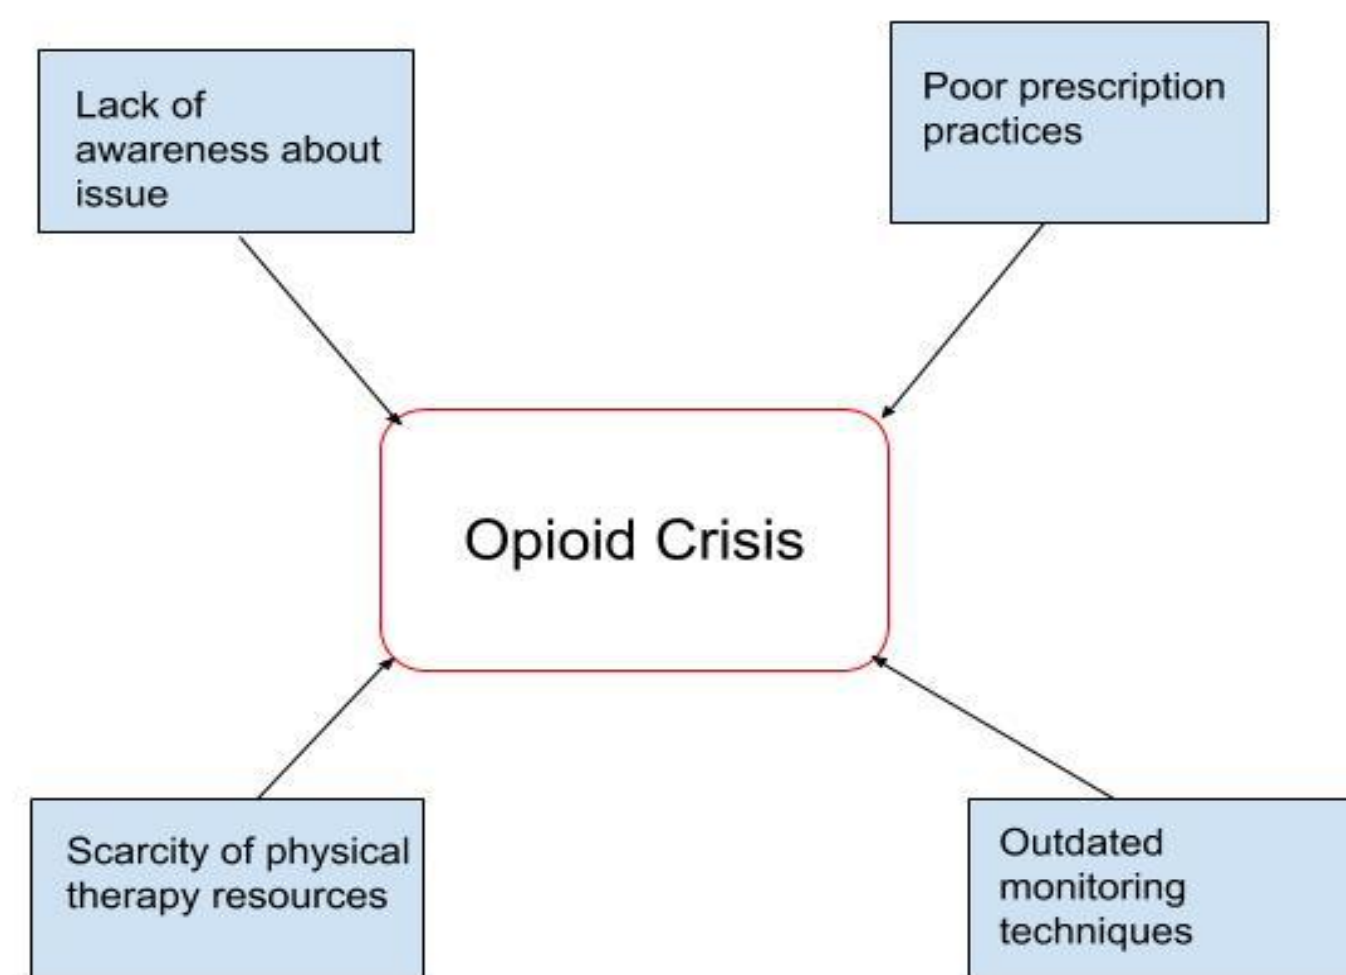 Lack of
awareness about
issue
Poor prescription
practices
Opioid Crisis
Scarcity of physical
therapy resources
Outdated
monitoring
techniques